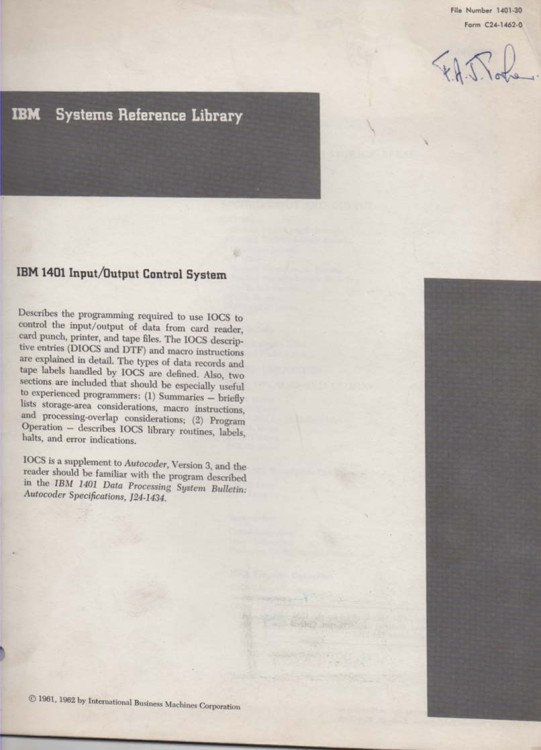 File Number 1401-30
Form C24-1462-0
IBM Systems Reference Library
IBM 1401 Input/Output Control System
Describes the programming required to use IOCS to
control the input/output of data from card reader,
card punch, printer, and tape files. The IOCS descrip-
tive entries (DIOCS and DTF) and macro instructions
are explained in detail. The types of data records and
tape labels handled by IOCS are defined. Also, two
sections are included that should be especially useful
to experienced programmers: (1) Summaries — briefly
lists storage-area considerations, macro instructions,
and processing-overlap considerations; (2) Program
Operation — describes IOCS library routines, labels,
halts, and error indications.
IOCS is a supplement to Autocoder, Version 3, and the
reader should be familiar with the program described
in the IBM 1401 Data Processing System Bulletin:
Autocoder Specifications, J24-1434.
© 1961, 1962 by International Business Machines Corporation